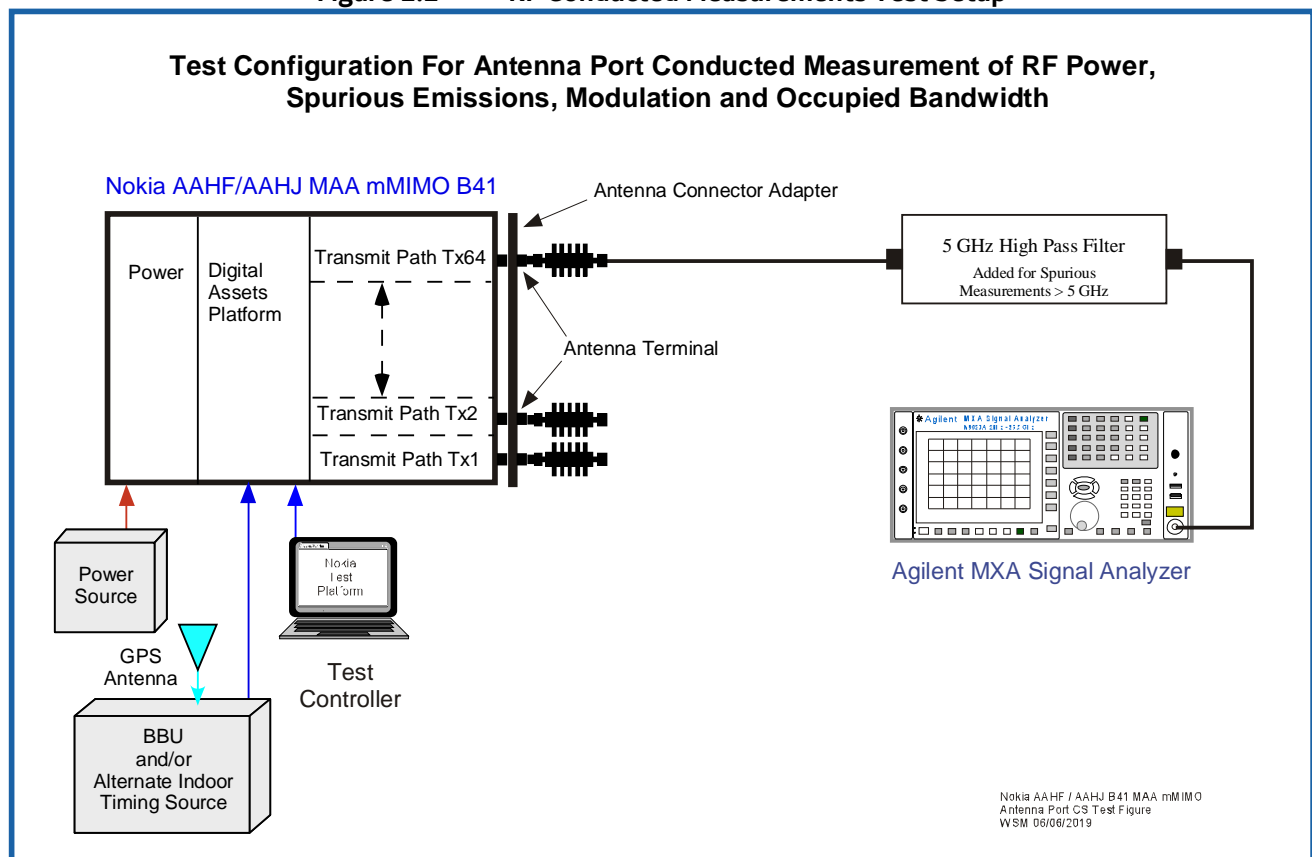 Test Configuration For Antenna Port Conducted Measurement of RF Power,
Spurious Emissions, Modulation and Occupied Bandwidth
Nokia AAHF/AAHJ MAA mMIMO B41
Antenna Connector Adapter
Power
Digital
Assets
Platform
Transmit Path Tx64
5 GHz High Pass Filter
Added for Spurious
Measurements > 5 GHz
Antenna Terminal
Transmit Path Tx2
Transmit Path Tx1
Agilent MXA Signal Analyzer
Agilent MXA Signal Analyzer
Power
Source
Nokia
Test
Platform
GPS
Antenna
Test
Controller
BBU
and/or
Alternate Indoor
Timing Source
Nokia AAHF / AAHJ B41 MAA mMIMO
Antenna Port CS Test Figure
WSM 06/06/2019